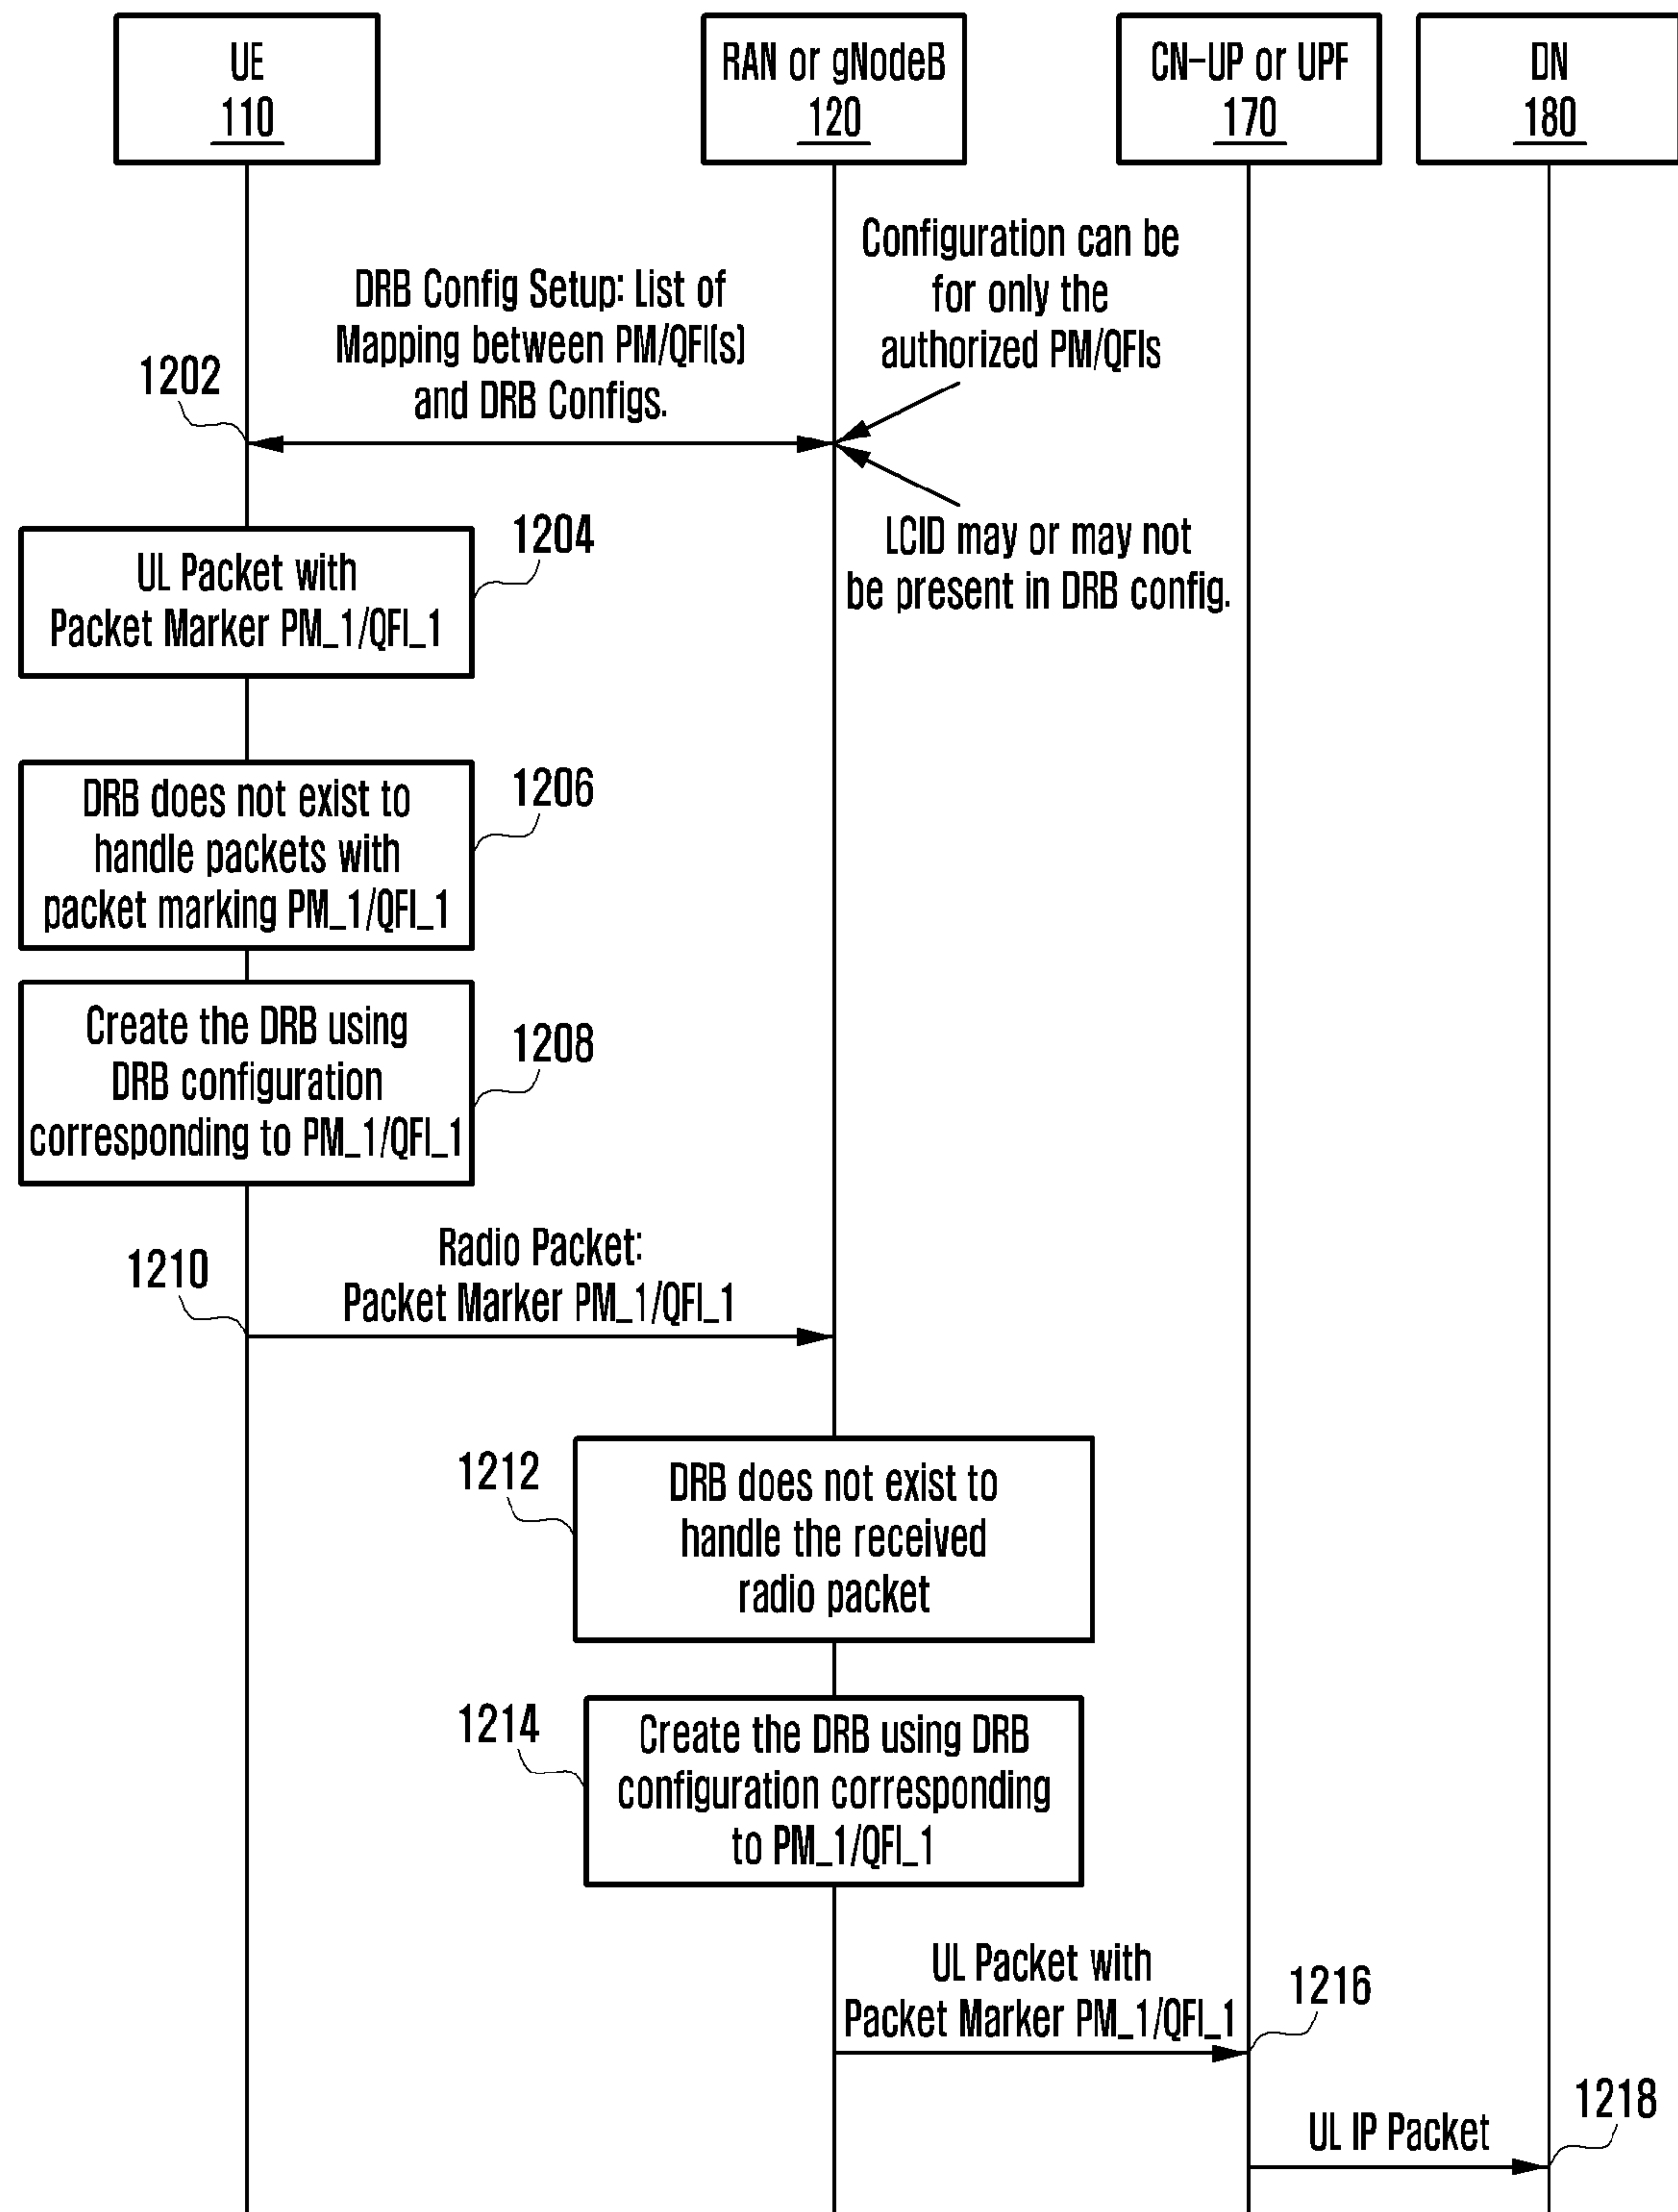 UE
110
RAN or gNodeB
120
CN-UP or UPF
170
DN
180
Configuration can be
for only the
authorized PM/QFIs
DRB Config Setup: List of
Mapping between PM/QFI(s)
and DRB Configs.
1202
LCID may or may not
be present in DRB config.
1204
UL Packet with
Packet Marker PM_1/QFI_1
1206
DRB does not exist to
handle packets with
packet marking PM_1/QFI_1
1208
Create the DRB using
DRB configuration
corresponding to PM_1/QFI_1
1210
Radio Packet:
Packet Marker PM_1/QFI_1
1212
DRB does not exist to
handle the received
radio packet
1214
Create the DRB using DRB
configuration corresponding
to PM_1/QFI_1
UL Packet with
Packet Marker PM_1/QFI_1
1216
UL IP Packet
1218